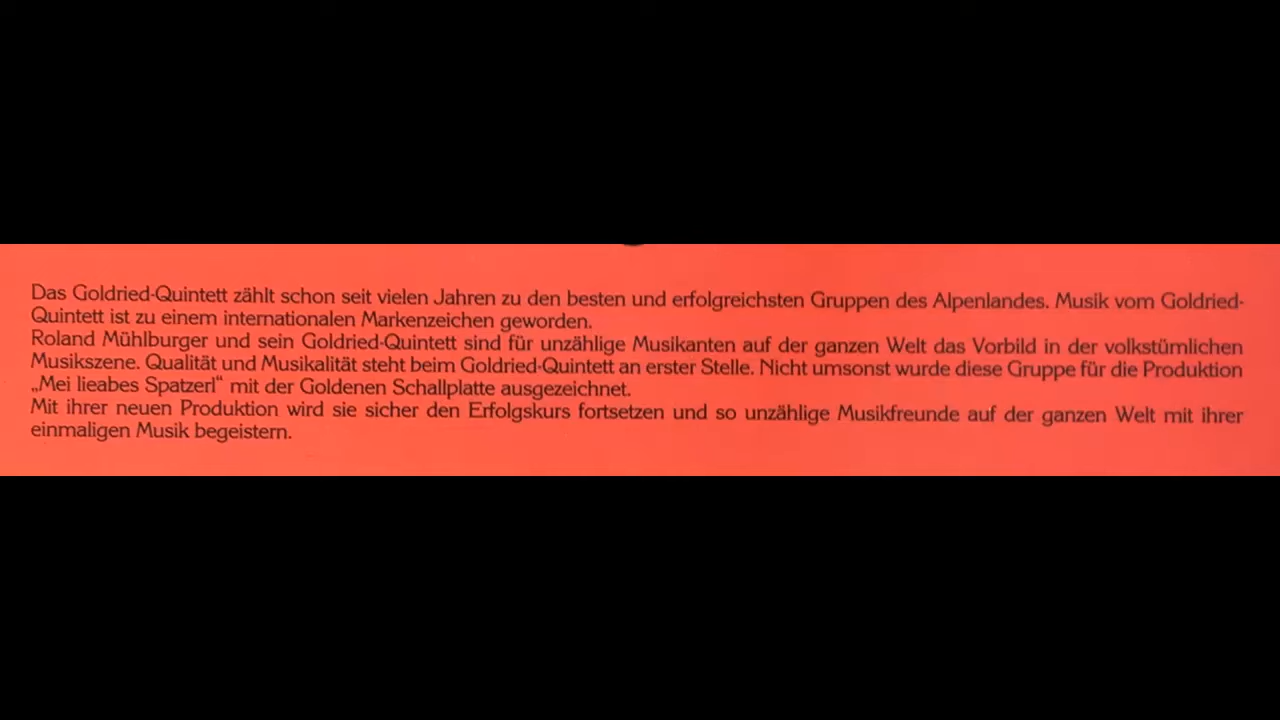 Das Goldried-Quintett zählt schon seit vielen Jahren zu den besten und erfolgreichsten Gruppen des Alpenlandes. Musik vom Goldried-
Quintett ist zu einem internationalen Markenzeichen geworden.
Roland Mühlburger und sein Goldried-Quintett sind für unzählige Musikanten auf der ganzen Welt das Vorbild in der volkstümlichen
Musikszene. Qualität und Musikalität steht beim Goldried-Quintett an erster Stelle. Nicht umsonst wurde diese Gruppe für die Produktion
„Mei lieabes Spatzerl“ mit der Goldenen Schallplatte ausgezeichnet.
Mit ihrer neuen Produktion wird sie sicher den Erfolgskurs fortsetzen und so unzählige Musikfreunde auf der ganzen Welt mit ihrer
einmaligen Musik begeistern.